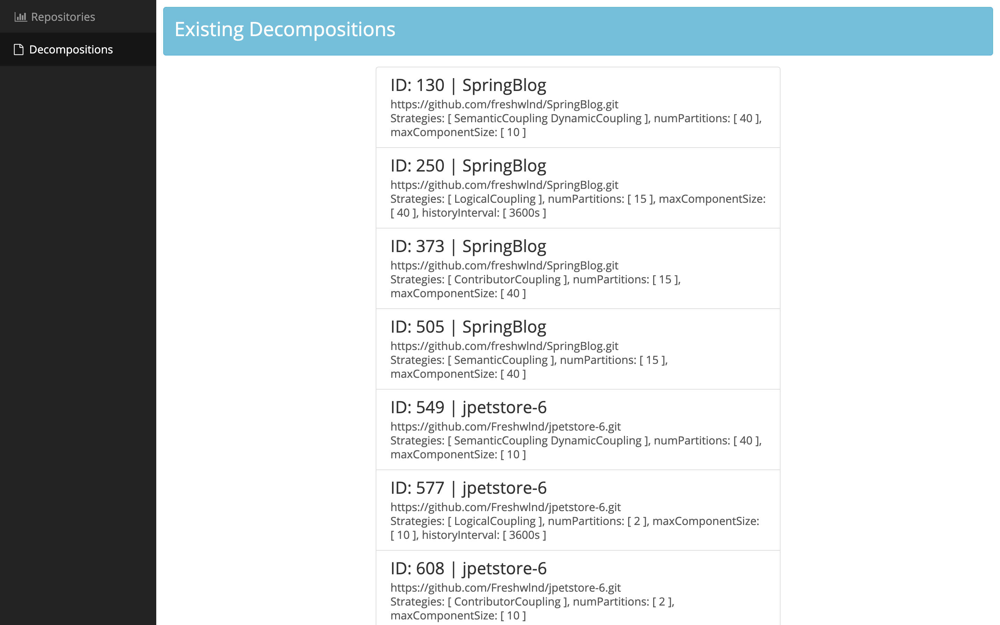 Repositories
Decompositions
Existing Decompositions
ID: 130 | SpringBlog
https://github.com/freshwlnd/SpringBlog.git
Strategies: [ SemanticCoupling DynamicCoupling ], numPartitions: [ 40 ],
maxComponentSize: [ 10 ]
ID: 250 | SpringBlog
https://github.com/freshwlnd/SpringBlog.git
Strategies: [ LogicalCoupling ], numPartitions: [ 15 ], maxComponentSize:
[ 40 ], historyInterval: [ 3600s ]
ID: 373 | SpringBlog
https://github.com/freshwlnd/SpringBlog.git
Strategies: [ ContributorCoupling ], numPartitions: [ 15 ],
maxComponentSize: [ 40 ]
ID: 505 | SpringBlog
https://github.com/freshwlnd/SpringBlog.git
Strategies: [ SemanticCoupling ], numPartitions: [ 15 ],
maxComponentSize: [ 40 ]
ID: 549 | jpetstore-6
https://github.com/Freshwlnd/jpetstore-6.git
Strategies: [ SemanticCoupling DynamicCoupling ], numPartitions: [ 40 ],
maxComponentSize: [ 10 ]
ID: 577 | jpetstore-6
https://github.com/Freshwlnd/jpetstore-6.git
Strategies: [ LogicalCoupling ], numPartitions: [ 2 ], maxComponentSize:
[ 10 ], historyInterval: [ 3600s ]
ID: 608 | jpetstore-6
https://github.com/Freshwlnd/jpetstore-6.git
Strategies: [ ContributorCoupling ], numPartitions: [ 2 ],
maxComponentSize: [ 10 ]